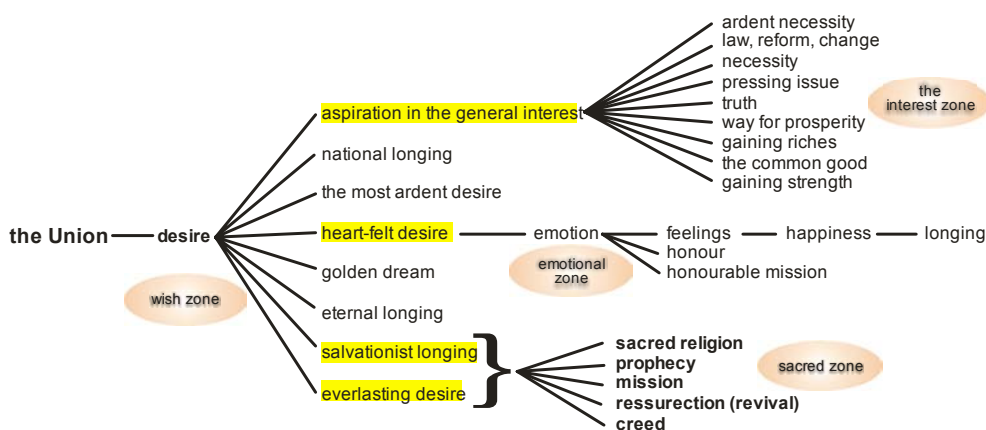 ardent necessity
law, reform, change
necessity
pressing issue
truth
way for prosperity
gaining riches
the common good
gaining strength
the
interest zone
aspiration in the general interest
national longing
the most ardent desire
the Union
desire
heart-felt desire
emotion
feelings
happiness
longing
honour
honourable mission
emotional
zone
golden dream
wish zone
eternal longing
salvationist longing
everlasting desire
}
sacred religion
prophecy
mission
ressurection (revival)
creed
sacred zone